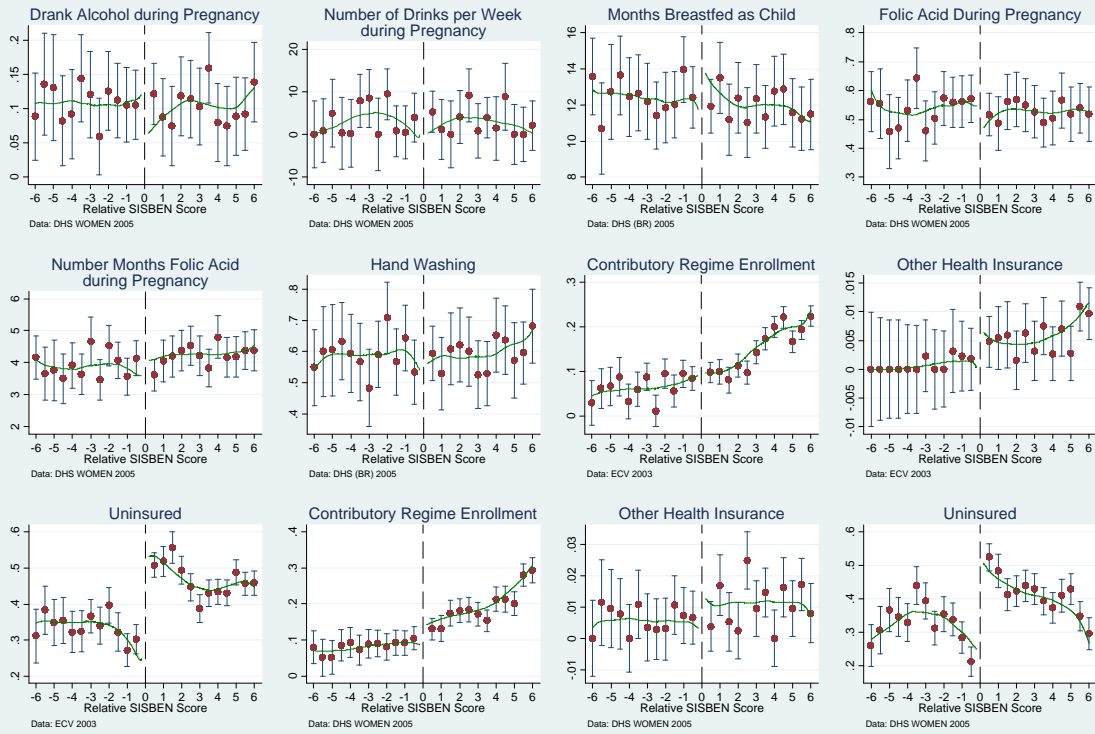 Drank Alcohol during Pregnancy
0 .05 .1 .15 .2
-6 -5 -4 -3 -2 -1 0 1 2 3 4 5 6
Relative SISBEN Score
Data: DHS WOMEN 2005
Number of Drinks per Week
during Pregnancy
-10 0 10 20
-6 -5 -4 -3 -2 -1 0 1 2 3 4 5 6
Relative SISBEN Score
Data: DHS WOMEN 2005
Months Breastfed as Child
8 10 12 14 16
-6 -5 -4 -3 -2 -1 0 1 2 3 4 5 6
Relative SISBEN Score
Data: DHS (BR) 2005
Folic Acid During Pregnancy
.3 .4 .5 .6 .7 .8
-6 -5 -4 -3 -2 -1 0 1 2 3 4 5 6
Relative SISBEN Score
Data: DHS WOMEN 2005
Number Months Folic Acid
during Pregnancy
2 3 4 5 6
-6 -5 -4 -3 -2 -1 0 1 2 3 4 5 6
Relative SISBEN Score
Data: DHS WOMEN 2005
Hand Washing
.4 .5 .6 .7 .8
-6 -5 -4 -3 -2 -1 0 1 2 3 4 5 6
Relative SISBEN Score
Data: DHS (BR) 2005
Contributory Regime Enrollment
0 .1 .2 .3
-6 -5 -4 -3 -2 -1 0 1 2 3 4 5 6
Relative SISBEN Score
Data: ECV 2003
Other Health Insurance
-.01 -.005 0 .005 .01 .015
-6 -5 -4 -3 -2 -1 0 1 2 3 4 5 6
Relative SISBEN Score
Data: ECV 2003
Uninsured
.2 .3 .4 .5 .6
-6 -5 -4 -3 -2 -1 0 1 2 3 4 5 6
Relative SISBEN Score
Data: ECV 2003
Contributory Regime Enrollment
0 .1 .2 .3 .4
-6 -5 -4 -3 -2 -1 0 1 2 3 4 5 6
Relative SISBEN Score
Data: DHS WOMEN 2005
Other Health Insurance
-.01 0 .01 .02 .03
-6 -5 -4 -3 -2 -1 0 1 2 3 4 5 6
Relative SISBEN Score
Data: DHS WOMEN 2005
Uninsured
.2 .3 .4 .5 .6
-6 -5 -4 -3 -2 -1 0 1 2 3 4 5 6
Relative SISBEN Score
Data: DHS WOMEN 2005